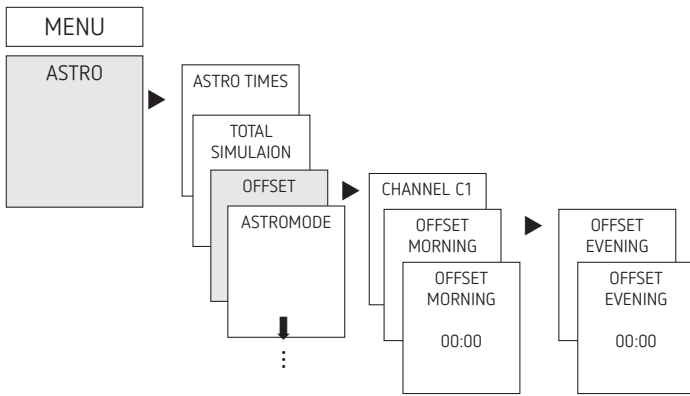 MENU
ASTRO
ASTRO TIMES
TOTAL
SIMULAION
OFFSET
ASTROMODE
CHANNEL C1
OFFSET
MORNING
OFFSET
MORNING
00:00
OFFSET
EVENING
OFFSET
EVENING
00:00